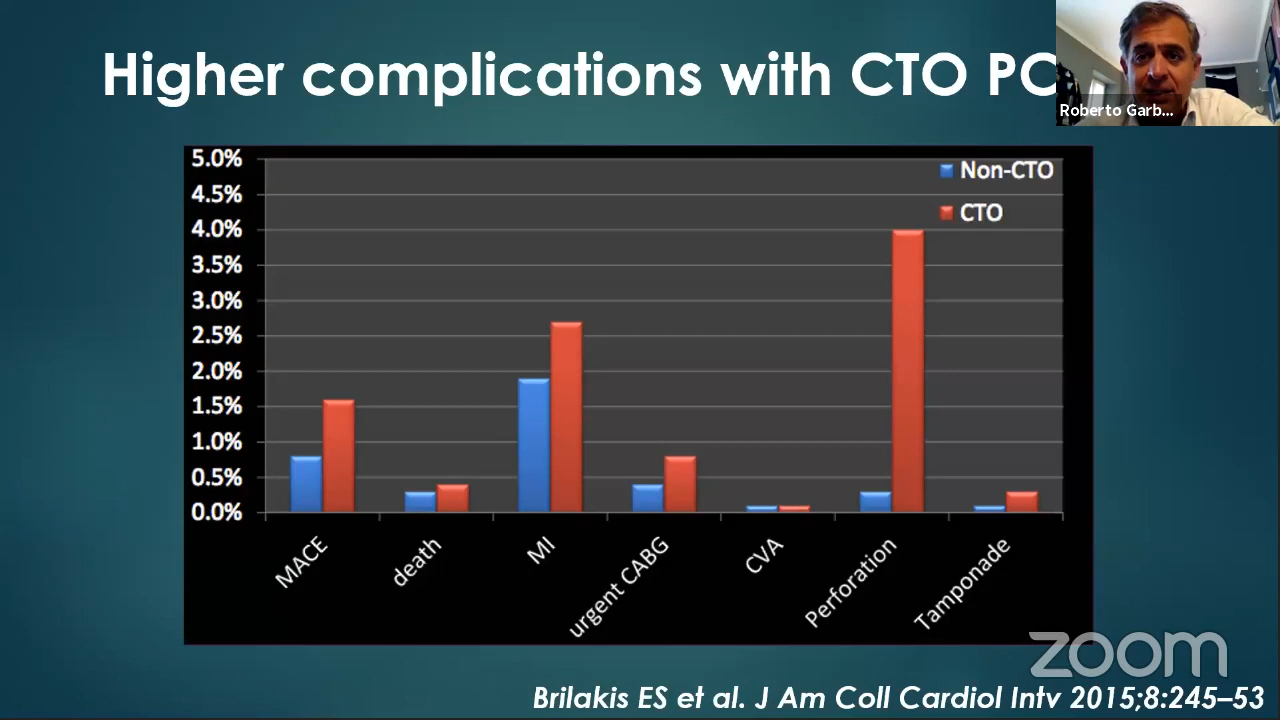 Higher complications with CTO PC
Roberto Garb...
5.0%
4.5%
4.0%
3.5%
3.0%
2.5%
2.0%
1.5%
1.0%
0.5%
0.0%
Non-CTO
CTO
MACE
death
MI
urgent CABG
CVA
Perforation
Tamponade
zoom
Brilakis ES et al. J Am Coll Cardiol Intv 2015;8:245–53